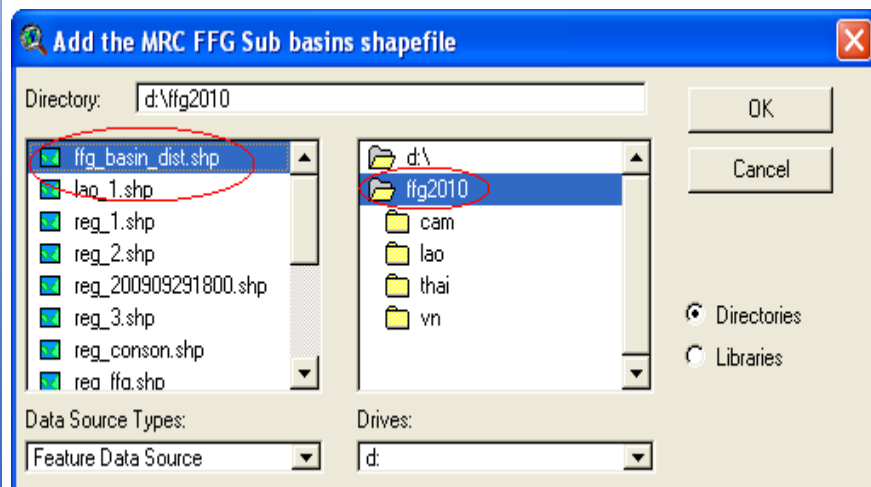 Add the MRC FFG Sub basins shapefile
Directory:
d:\ffg2010
OK
Cancel
ffg_basin_dist.shp
lao_1.shp
reg_1.shp
reg_2.shp
reg_200909291800.shp
reg_3.shp
reg_conson.shp
reg_ffg.shp
d:\
ffg2010
cam
lao
thai
vn
Directories
Libraries
Data Source Types:
Feature Data Source
Drives:
d: